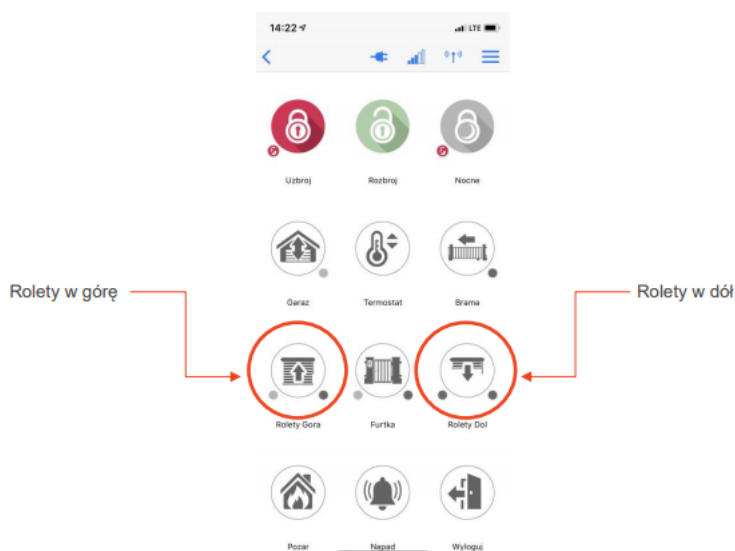 14:22
LTE
Uzbroj
Rozbroj
Nocne
Garaz
Termostat
Brama
Rolety w górę
Rolety w dół
Rolety Gora
Furtka
Rolety Dol
Pozar
Napad
Wyloguj